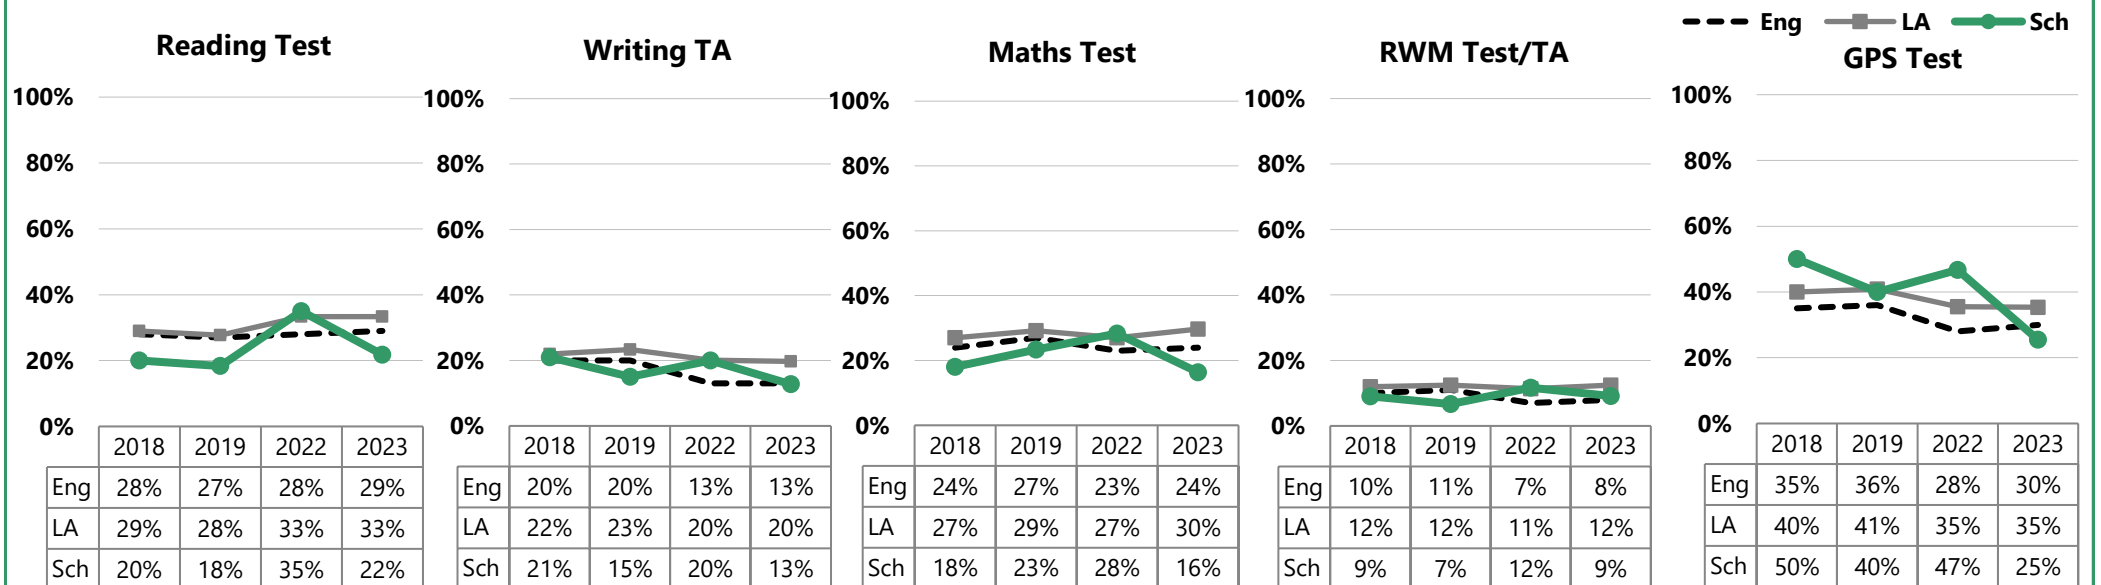 Eng LA Sch
Reading Test
100%
80%
60%
40%
20%
0%
2018 2019 2022 2023
Eng 28% 27% 28% 29%
LA 29% 28% 33% 33%
Sch 20% 18% 35% 22%
Writing TA
100%
80%
60%
40%
20%
0%
2018 2019 2022 2023
Eng 20% 20% 13% 13%
LA 22% 23% 20% 20%
Sch 21% 15% 20% 13%
Maths Test
100%
80%
60%
40%
20%
0%
2018 2019 2022 2023
Eng 24% 27% 23% 24%
LA 27% 29% 27% 30%
Sch 18% 23% 28% 16%
RWM Test/TA
100%
80%
60%
40%
20%
0%
2018 2019 2022 2023
Eng 10% 11% 7% 8%
LA 12% 12% 11% 12%
Sch 9% 7% 12% 9%
GPS Test
100%
80%
60%
40%
20%
0%
2018 2019 2022 2023
Eng 35% 36% 28% 30%
LA 40% 41% 35% 35%
Sch 50% 40% 47% 25%